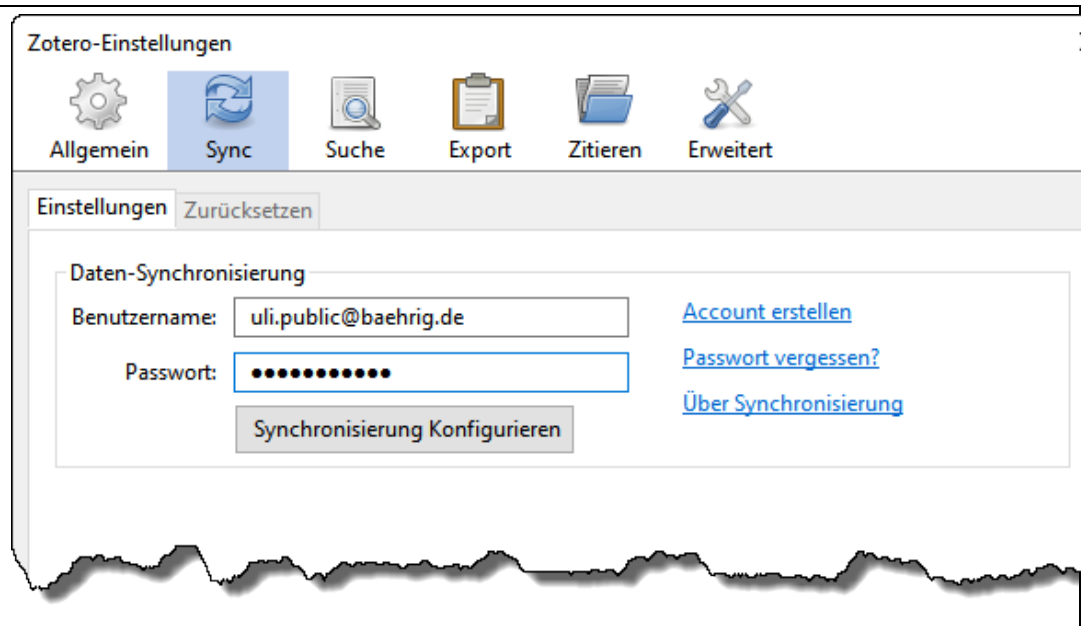 Zotero-Einstellungen
Allgemein Sync Suche Export Zitieren Erweitert
Einstellungen Zurücksetzen
Daten-Synchronisierung
Benutzername: uli.public@baehrig.de Account erstellen
Passwort: ●●●●●●●●●●● Passwort vergessen?
Über Synchronisierung
Synchronisierung Konfigurieren